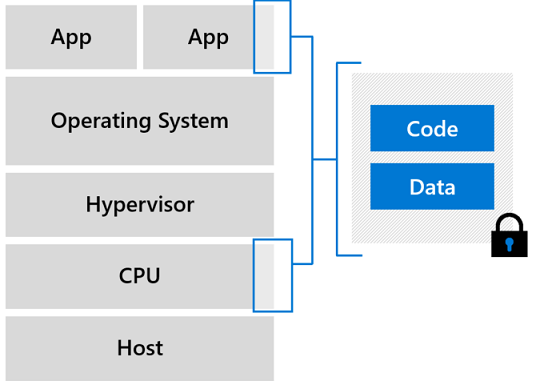 App
App
Operating System
Hypervisor
CPU
Host
Code
Data